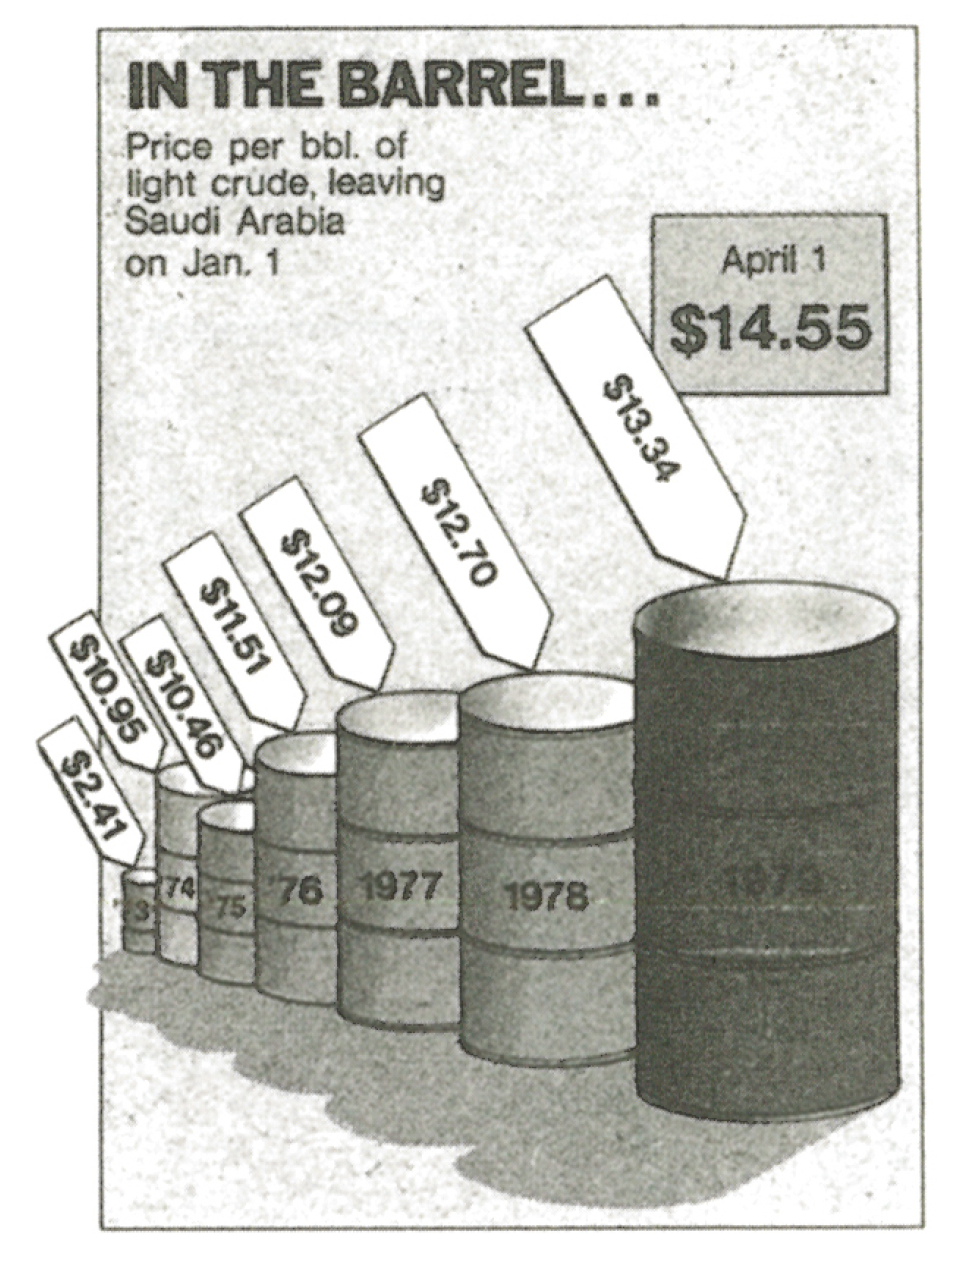 IN THE BARREL...
Price per bbl. of
light crude, leaving
Saudi Arabia
on Jan. 1
April 1
$14.55
$13.34
$12.70
$12.09
$11.51
$10.46
$10.95
$2.41
'74
'75
'76
1977
1978
1979